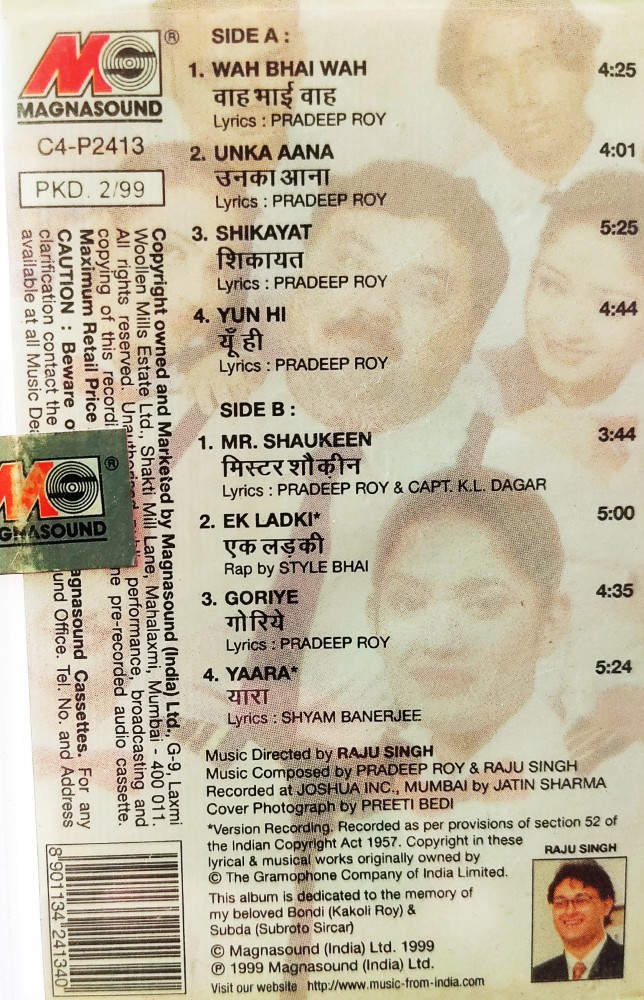 MAGNASOUND
®
C4-P2413
PKD. 2/99
SIDE A :
1. WAH BHAI WAH 4:25
वाह भाई वाह
Lyrics : PRADEEP ROY
2. UNKA AANA 4:01
उनका आना
Lyrics : PRADEEP ROY
3. SHIKAYAT 5:25
शिकायत
Lyrics : PRADEEP ROY
4. YUN HI 4:44
यूँ ही
Lyrics : PRADEEP ROY
SIDE B :
1. MR. SHAUKEEN 3:44
मिस्टर शौक़ीन
Lyrics : PRADEEP ROY & CAPT. K.L. DAGAR
2. EK LADKI* 5:00
एक लड़की
Rap by STYLE BHAI
3. GORIYE 4:35
गोरिये
Lyrics : PRADEEP ROY
4. YAARA* 5:24
यारा
Lyrics : SHYAM BANERJEE
Music Directed by RAJU SINGH
Music Composed by PRADEEP ROY & RAJU SINGH
Recorded at JOSHUA INC., MUMBAI by JATIN SHARMA
Cover Photograph by PREETI BEDI
*Version Recording. Recorded as per provisions of section 52 of
the Indian Copyright Act 1957. Copyright in these
lyrical & musical works originally owned by
© The Gramophone Company of India Limited.
This album is dedicated to the memory of
my beloved Bondi (Kakoli Roy) &
Subda (Subroto Sircar)
© Magnasound (India) Ltd. 1999
℗ 1999 Magnasound (India) Ltd.
Visit our website http://www.music-from-india.com
RAJU SINGH
Copyright owned and Marketed by Magnasound (India) Ltd., G-9, Laxmi
Woollen Mills Estate Ltd., Shakti Mill Lane, Mahalaxmi, Mumbai - 400 011.
All rights reserved. performance, broadcasting and
copying of this pre-recorded audio cassette.
Maximum Retail Price
CAUTION : Beware Cassettes. For any
clarification contact the Office. Tel. No. and Address
available at all Music
®
8 901134 241340